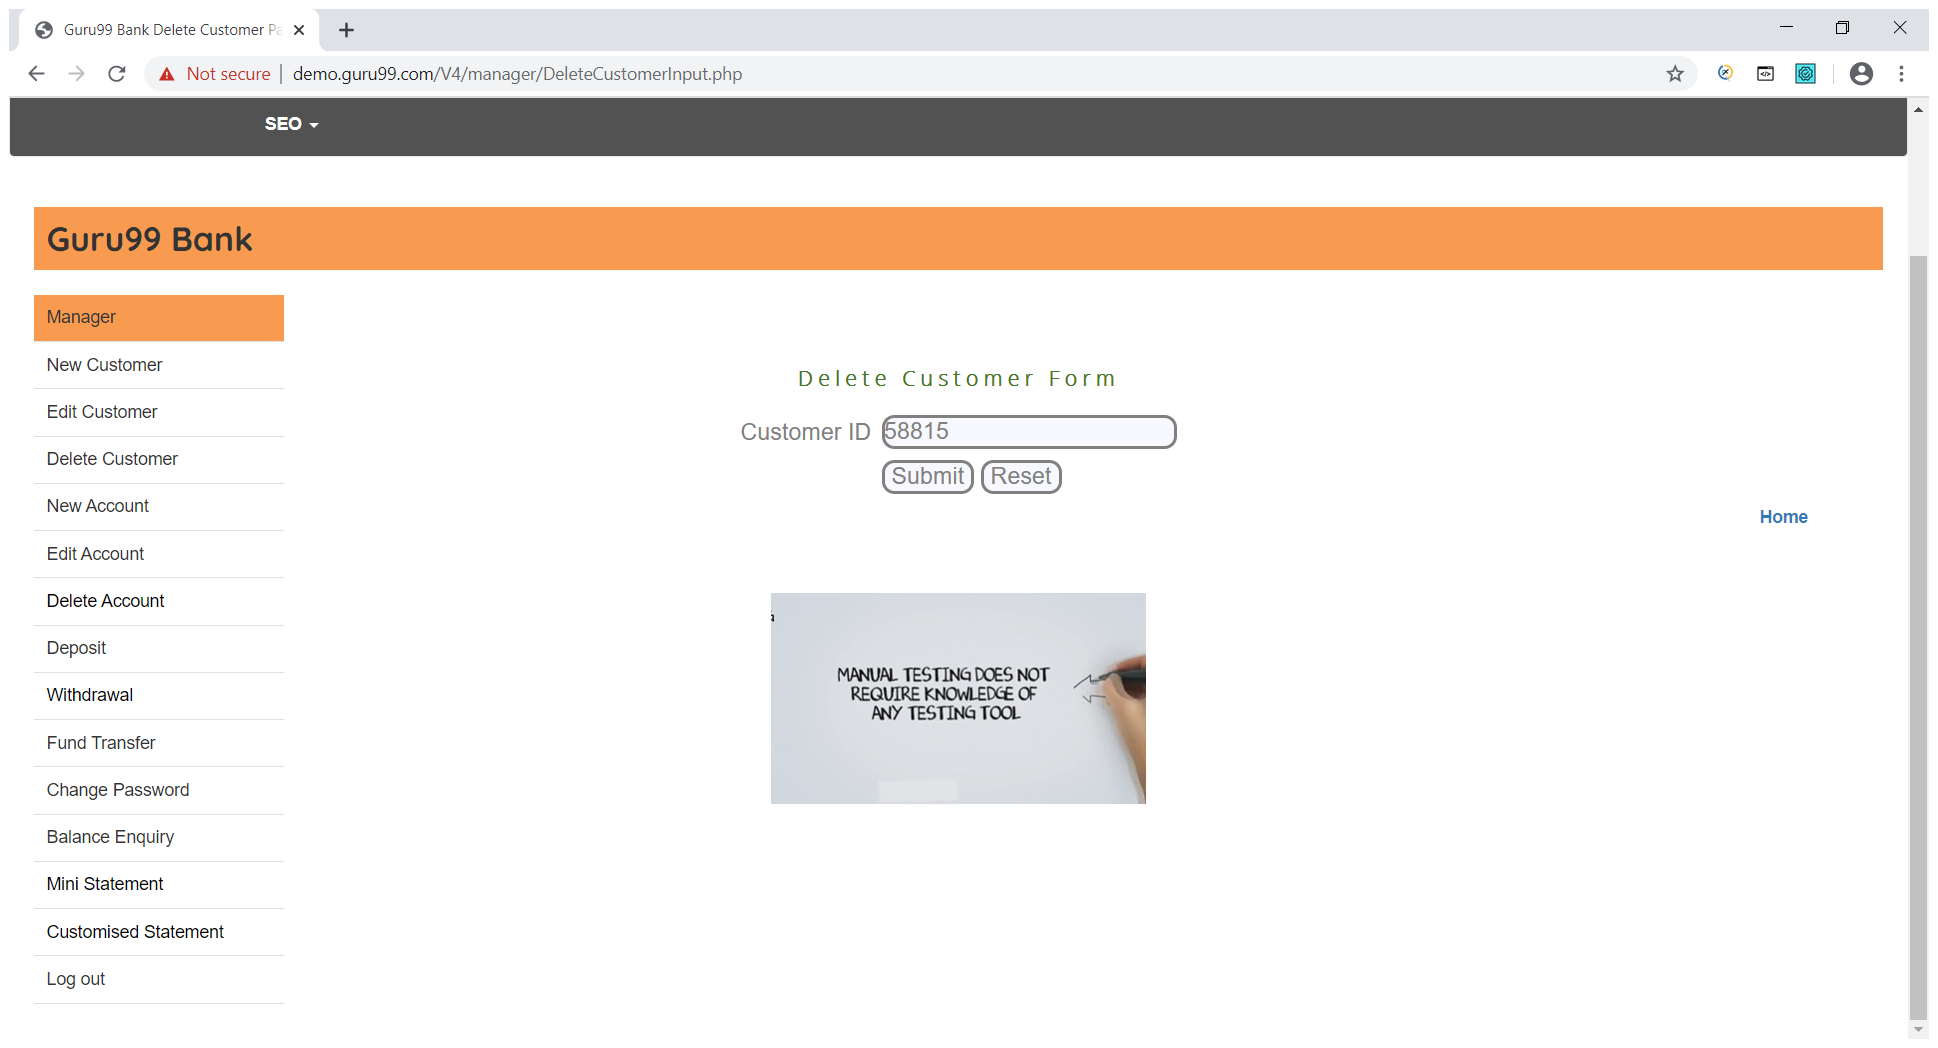 Guru99 Bank Delete Customer Pa
Not secure | demo.guru99.com/V4/manager/DeleteCustomerInput.php
SEO
Guru99 Bank
Manager
New Customer
Edit Customer
Delete Customer
New Account
Edit Account
Delete Account
Deposit
Withdrawal
Fund Transfer
Change Password
Balance Enquiry
Mini Statement
Customised Statement
Log out
Delete Customer Form
Customer ID 58815
Submit Reset
Home
MANUAL TESTING DOES NOT
REQUIRE KNOWLEDGE OF
ANY TESTING TOOL